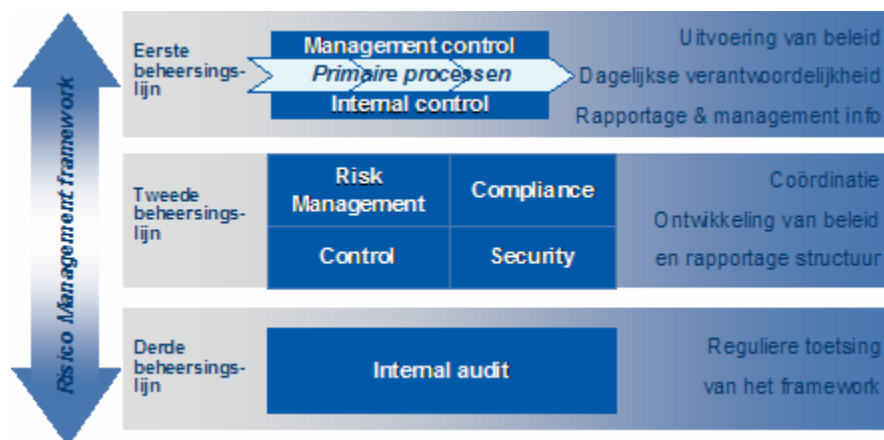 Risico Management framework
Eerste
beheersings-
lijn
Management control
Primaire processen
Internal control
Uitvoering van beleid
Dagelijkse verantwoordelijkheid
Rapportage & management info
Tweede
beheersings-
lijn
Risk
Management
Compliance
Control
Security
Coördinatie
Ontwikkeling van beleid
en rapportage structuur
Derde
beheersings-
lijn
Internal audit
Reguliere toetsing
van het framework